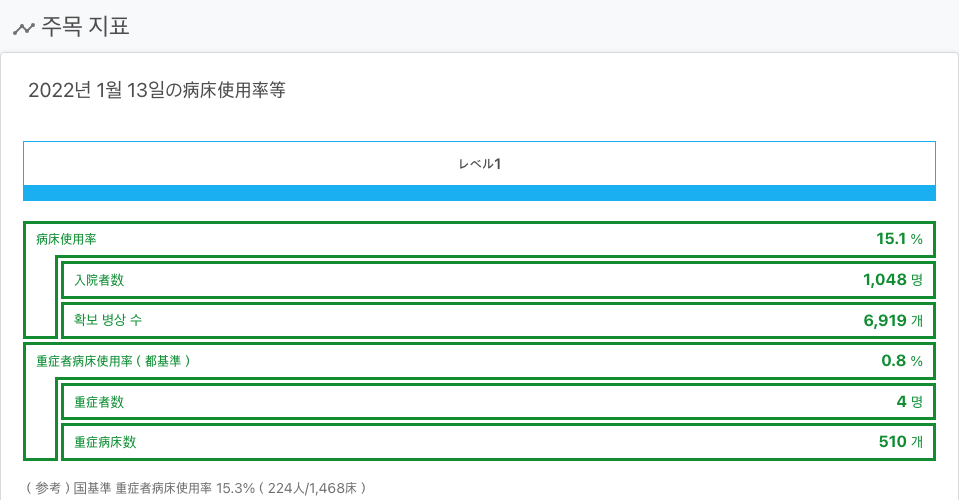 주목 지표
2022년 1월 13일の病床使用率等
レベル1
病床使用率 15.1 %
入院者数 1,048 명
확보 병상 수 6,919 개
重症者病床使用率 ( 都基準 ) 0.8 %
重症者数 4 명
重症病床数 510 개
( 参考 ) 国基準 重症者病床使用率 15.3% ( 224人/1,468床 )